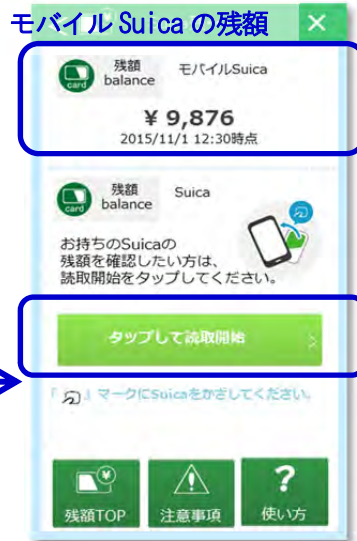 モバイル Suica の残額
×
card
残額
balance
モバイルSuica
¥ 9,876
2015/11/1 12:30時点
card
残額
balance
Suica
お持ちのSuicaの
残額を確認したい方は、
読取開始をタップしてください。
タップして読取開始
「 」マークにSuicaをかざしてください。
¥
残額TOP
注意事項
?
使い方